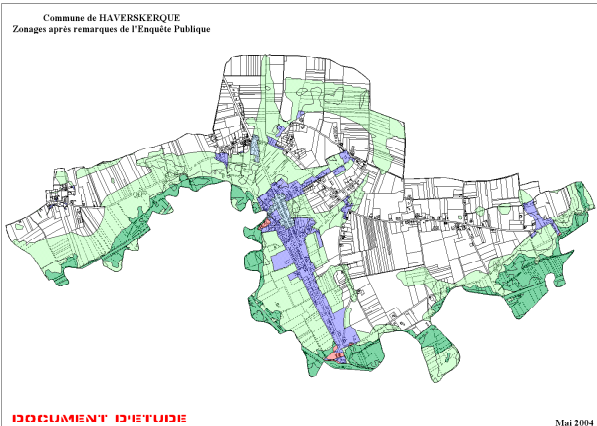 Commune de HAVERSKERQUE
Zonages après remarques de l'Enquête Publique
DOCUMENT D'ETUDE
Mai 2004